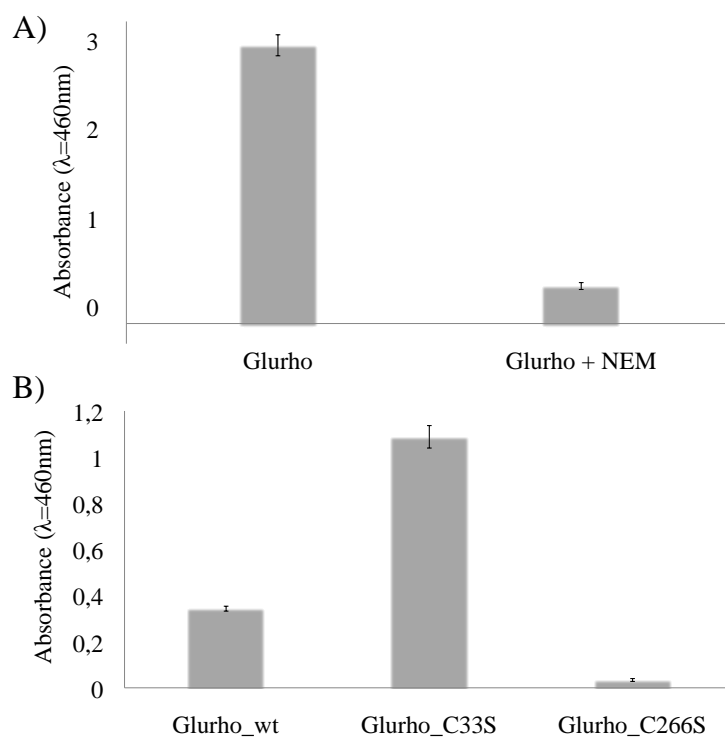 A)
Absorbance (λ=460nm)
3
2
1
0
Glurho
Glurho + NEM
B)
Absorbance (λ=460nm)
1,2
1
0,8
0,6
0,4
0,2
0
Glurho_wt
Glurho_C33S
Glurho_C266S